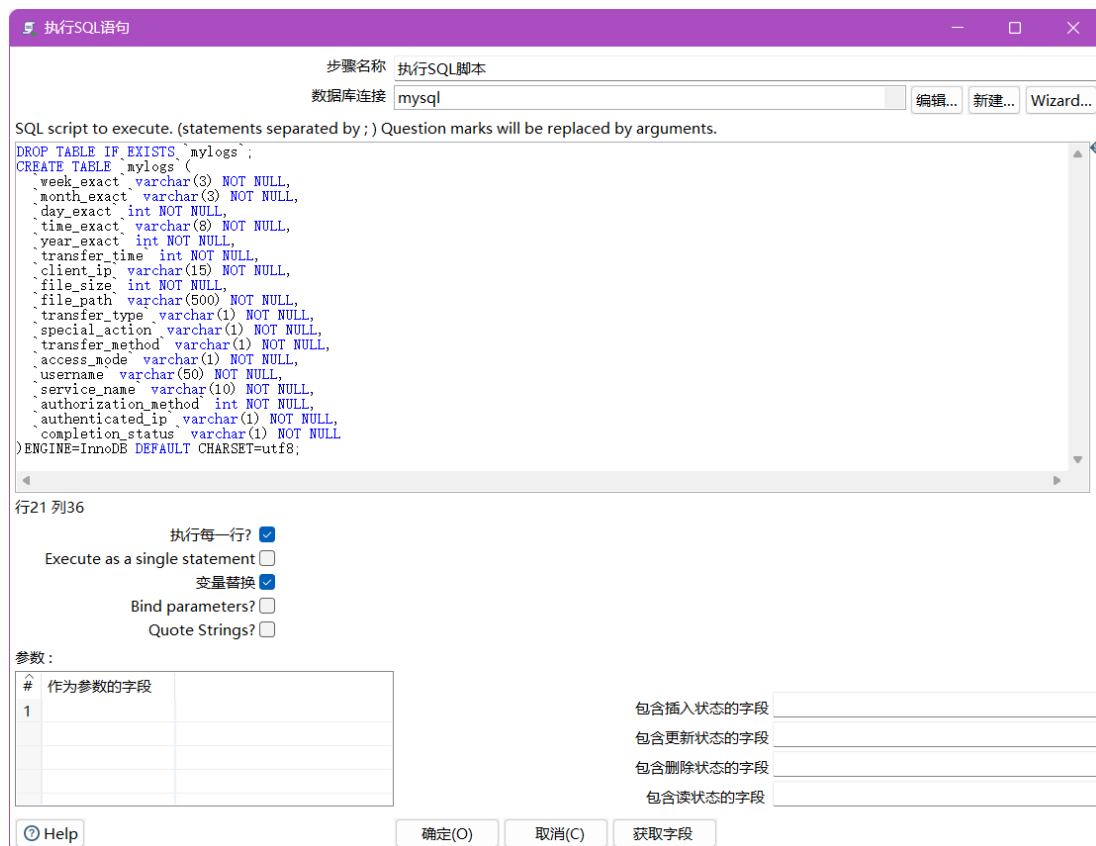 执行SQL语句
步骤名称 执行SQL脚本
数据库连接 mysql 编辑... 新建... Wizard...
SQL script to execute. (statements separated by ; ) Question marks will be replaced by arguments.
DROP TABLE IF EXISTS `mylogs`;
CREATE TABLE `mylogs` (
  `week_exact` varchar(3) NOT NULL,
  `month_exact` varchar(3) NOT NULL,
  `day_exact` int NOT NULL,
  `time_exact` varchar(8) NOT NULL,
  `year_exact` int NOT NULL,
  `transfer_time` int NOT NULL,
  `client_ip` varchar(15) NOT NULL,
  `file_size` int NOT NULL,
  `file_path` varchar(500) NOT NULL,
  `transfer_type` varchar(1) NOT NULL,
  `special_action` varchar(1) NOT NULL,
  `transfer_method` varchar(1) NOT NULL,
  `access_mode` varchar(1) NOT NULL,
  `username` varchar(50) NOT NULL,
  `service_name` varchar(10) NOT NULL,
  `authorization_method` int NOT NULL,
  `authenticated_ip` varchar(1) NOT NULL,
  `completion_status` varchar(1) NOT NULL
)ENGINE=InnoDB DEFAULT CHARSET=utf8;
行21 列36
执行每一行?
Execute as a single statement
变量替换
Bind parameters?
Quote Strings?
参数 :
# 作为参数的字段
1
包含插入状态的字段
包含更新状态的字段
包含删除状态的字段
包含读状态的字段
Help 确定(O) 取消(C) 获取字段